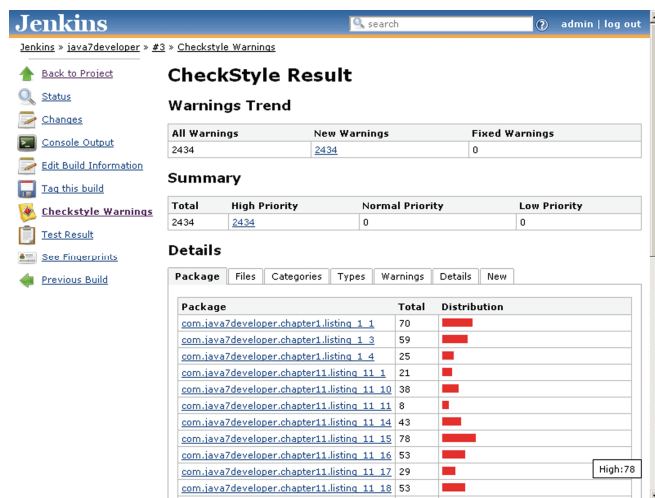 Jenkins
search
admin | log out
Jenkins » java7developer » #3 » Checkstyle Warnings
Back to Project
Status
Changes
Console Output
Edit Build Information
Tag this build
Checkstyle Warnings
Test Result
See Fingerprints
Previous Build
CheckStyle Result
Warnings Trend
All Warnings New Warnings Fixed Warnings
2434 2434 0
Summary
Total High Priority Normal Priority Low Priority
2434 2434 0 0
Details
Package Files Categories Types Warnings Details New
Package Total Distribution
com.java7developer.chapter1.listing_1_1 70
com.java7developer.chapter1.listing_1_3 59
com.java7developer.chapter1.listing_1_4 25
com.java7developer.chapter11.listing_11_1 21
com.java7developer.chapter11.listing_11_10 38
com.java7developer.chapter11.listing_11_11 8
com.java7developer.chapter11.listing_11_14 43
com.java7developer.chapter11.listing_11_15 78
com.java7developer.chapter11.listing_11_16 53
com.java7developer.chapter11.listing_11_17 29
High:78
com.java7developer.chapter11.listing_11_18 53